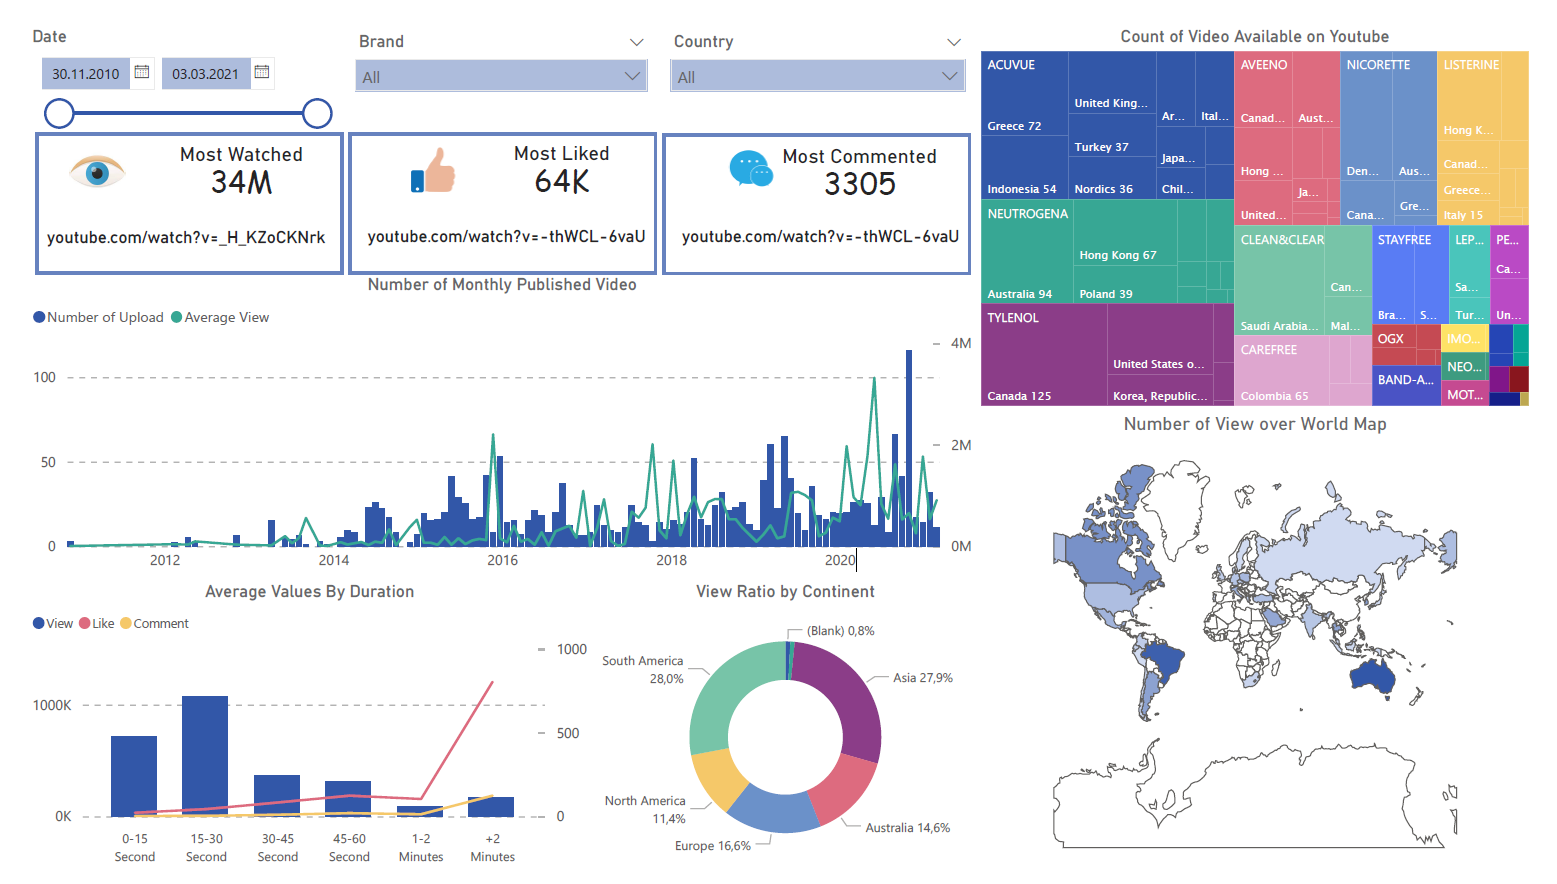 Date
30.11.2010
03.03.2021
Brand
All
Country
All
Most Watched
34M
youtube.com/watch?v=_H_KZoCKNrk
Most Liked
64K
youtube.com/watch?v=-thWCL-6vaU
Most Commented
3305
youtube.com/watch?v=-thWCL-6vaU
Number of Monthly Published Video
Number of Upload
Average View
100
50
0
4M
2M
0M
2012
2014
2016
2018
2020
Average Values By Duration
View
Like
Comment
1000K
0K
1000
500
0
0-15 Second
15-30 Second
30-45 Second
45-60 Second
1-2 Minutes
+2 Minutes
View Ratio by Continent
(Blank) 0,8%
Asia 27,9%
Australia 14,6%
Europe 16,6%
North America
11,4%
South America
28,0%
Count of Video Available on Youtube
ACUVUE
Greece 72
Indonesia 54
United King...
Turkey 37
Nordics 36
Ar...
Ital...
Japa...
Chil...
NEUTROGENA
Australia 94
Hong Kong 67
Poland 39
TYLENOL
Canada 125
United States o...
Korea, Republic...
AVEENO
Canad...
Aust...
Hong ...
Ja...
United...
NICORETTE
Den...
Aus...
Cana...
Gre...
LISTERINE
Hong K...
Canad...
Greece...
Italy 15
CLEAN&CLEAR
Saudi Arabia...
Can...
Mal...
CAREFREE
Colombia 65
STAYFREE
Bra...
S...
LEP...
Sa...
Tur...
PE...
Ca...
Un...
OGX
BAND-A...
IMO...
NEO...
MOT...
Number of View over World Map